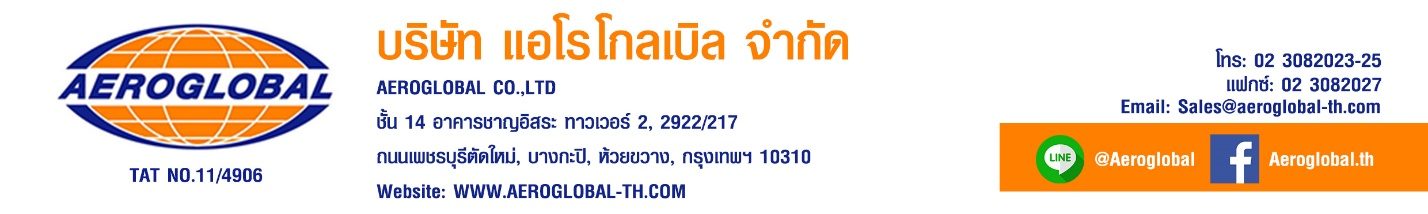 AEROGLOBAL
TAT NO.11/4906
บริษัท แอโรโกลเบิล จำกัด
AEROGLOBAL CO.,LTD
ชั้น 14 อาคารชาญอิสระ ทาวเวอร์ 2, 2922/217
ถนนเพชรบุรีตัดใหม่, บางกะปิ, ห้วยขวาง, กรุงเทพฯ 10310
Website: WWW.AEROGLOBAL-TH.COM
โทร: 02 3082023-25
แฟกซ์: 02 3082027
Email: Sales@aeroglobal-th.com
LINE @Aeroglobal f Aeroglobal.th